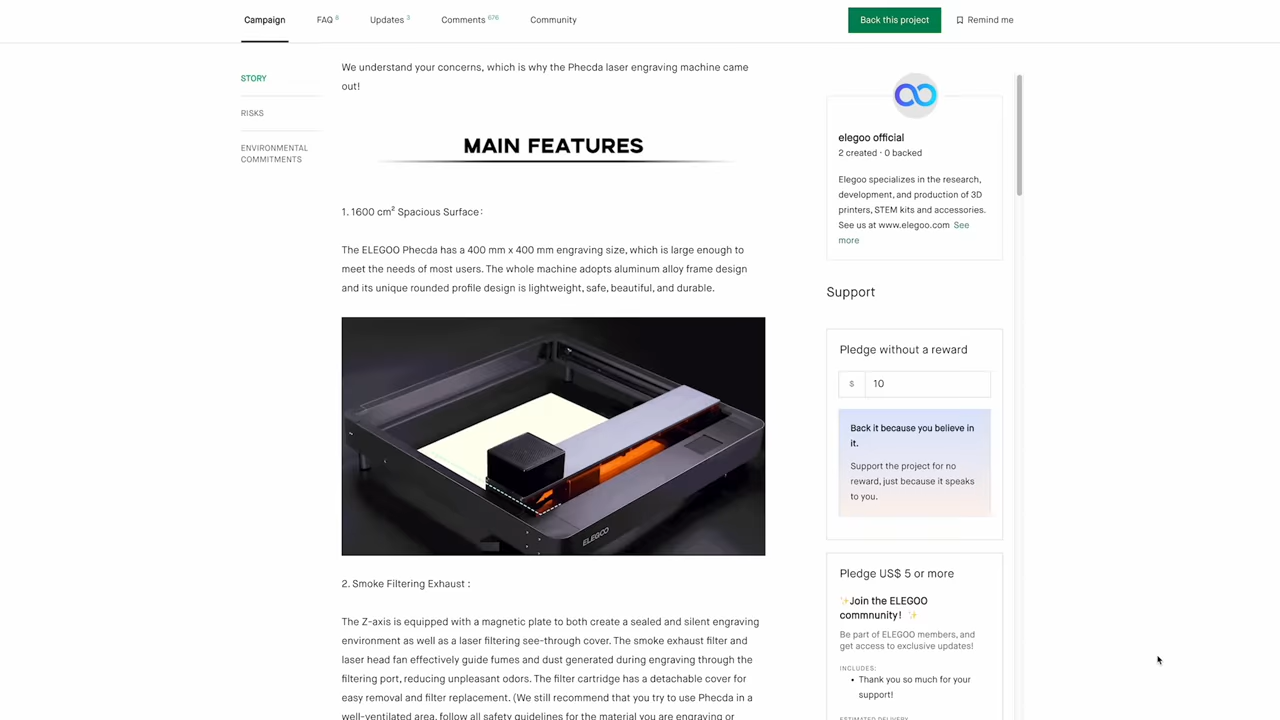 Campaign
FAQ 8
Updates 3
Comments 676
Community
Back this project
Remind me
STORY
RISKS
ENVIRONMENTAL
COMMITMENTS
We understand your concerns, which is why the Phecda laser engraving machine came
out!
MAIN FEATURES
1. 1600 cm² Spacious Surface:
The ELEGOO Phecda has a 400 mm x 400 mm engraving size, which is large enough to
meet the needs of most users. The whole machine adopts aluminum alloy frame design
and its unique rounded profile design is lightweight, safe, beautiful, and durable.
ELEGOO
2. Smoke Filtering Exhaust :
The Z-axis is equipped with a magnetic plate to both create a sealed and silent engraving
environment as well as a laser filtering see-through cover. The smoke exhaust filter and
laser head fan effectively guide fumes and dust generated during engraving through the
filtering port, reducing unpleasant odors. The filter cartridge has a detachable cover for
easy removal and filter replacement. (We still recommend that you try to use Phecda in a
well-ventilated area, follow all safety guidelines for the material you are engraving or
elegoo official
2 created · 0 backed
Elegoo specializes in the research,
development, and production of 3D
printers, STEM kits and accessories.
See us at www.elegoo.com See
more
Support
Pledge without a reward
$ 10
Back it because you believe in
it.
Support the project for no
reward, just because it speaks
to you.
Pledge US$ 5 or more
✨Join the ELEGOO
commnunity! ✨
Be part of ELEGOO members, and
get access to exclusive updates!
INCLUDES:
• Thank you so much for your
support!
ESTIMATED DELIVERY